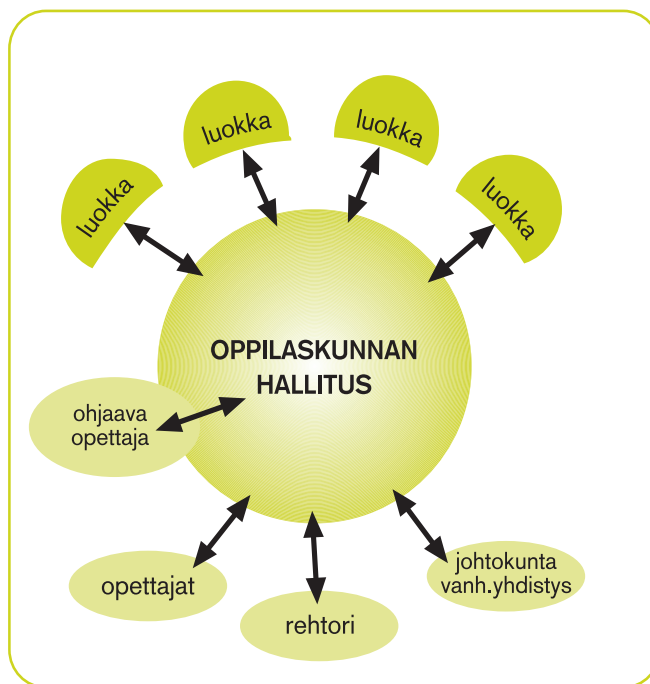 luokka
luokka
luokka
luokka
OPPILASKUNNAN
HALLITUS
ohjaava
opettaja
opettajat
rehtori
johtokunta
vanh.yhdistys